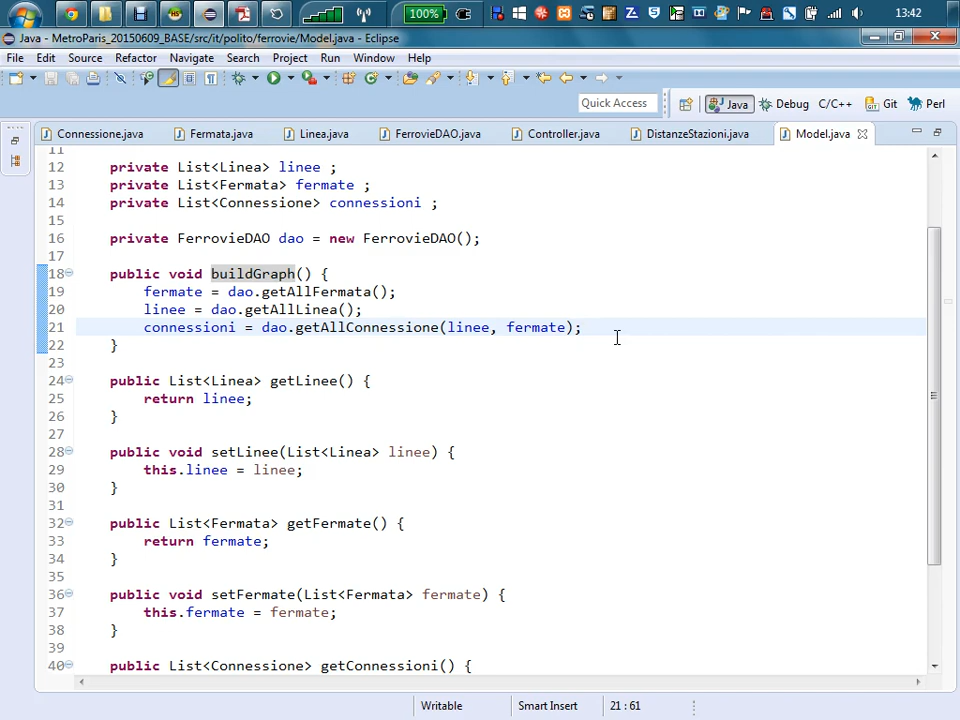 100%
13:42
Java - MetroParis_20150609_BASE/src/it/polito/ferrovie/Model.java - Eclipse
File Edit Source Refactor Navigate Search Project Run Window Help
Quick Access Java Debug C/C++ Git Perl
Connessione.java Fermata.java Linea.java FerrovieDAO.java Controller.java DistanzeStazioni.java Model.java
11
12 private List<Linea> linee ;
13 private List<Fermata> fermate ;
14 private List<Connessione> connessioni ;
15
16 private FerrovieDAO dao = new FerrovieDAO();
17
18 public void buildGraph() {
19 fermate = dao.getAllFermata();
20 linee = dao.getAllLinea();
21 connessioni = dao.getAllConnessione(linee, fermate);
22 }
23
24 public List<Linea> getLinee() {
25 return linee;
26 }
27
28 public void setLinee(List<Linea> linee) {
29 this.linee = linee;
30 }
31
32 public List<Fermata> getFermate() {
33 return fermate;
34 }
35
36 public void setFermate(List<Fermata> fermate) {
37 this.fermate = fermate;
38 }
39
40 public List<Connessione> getConnessioni() {
Writable Smart Insert 21 : 61